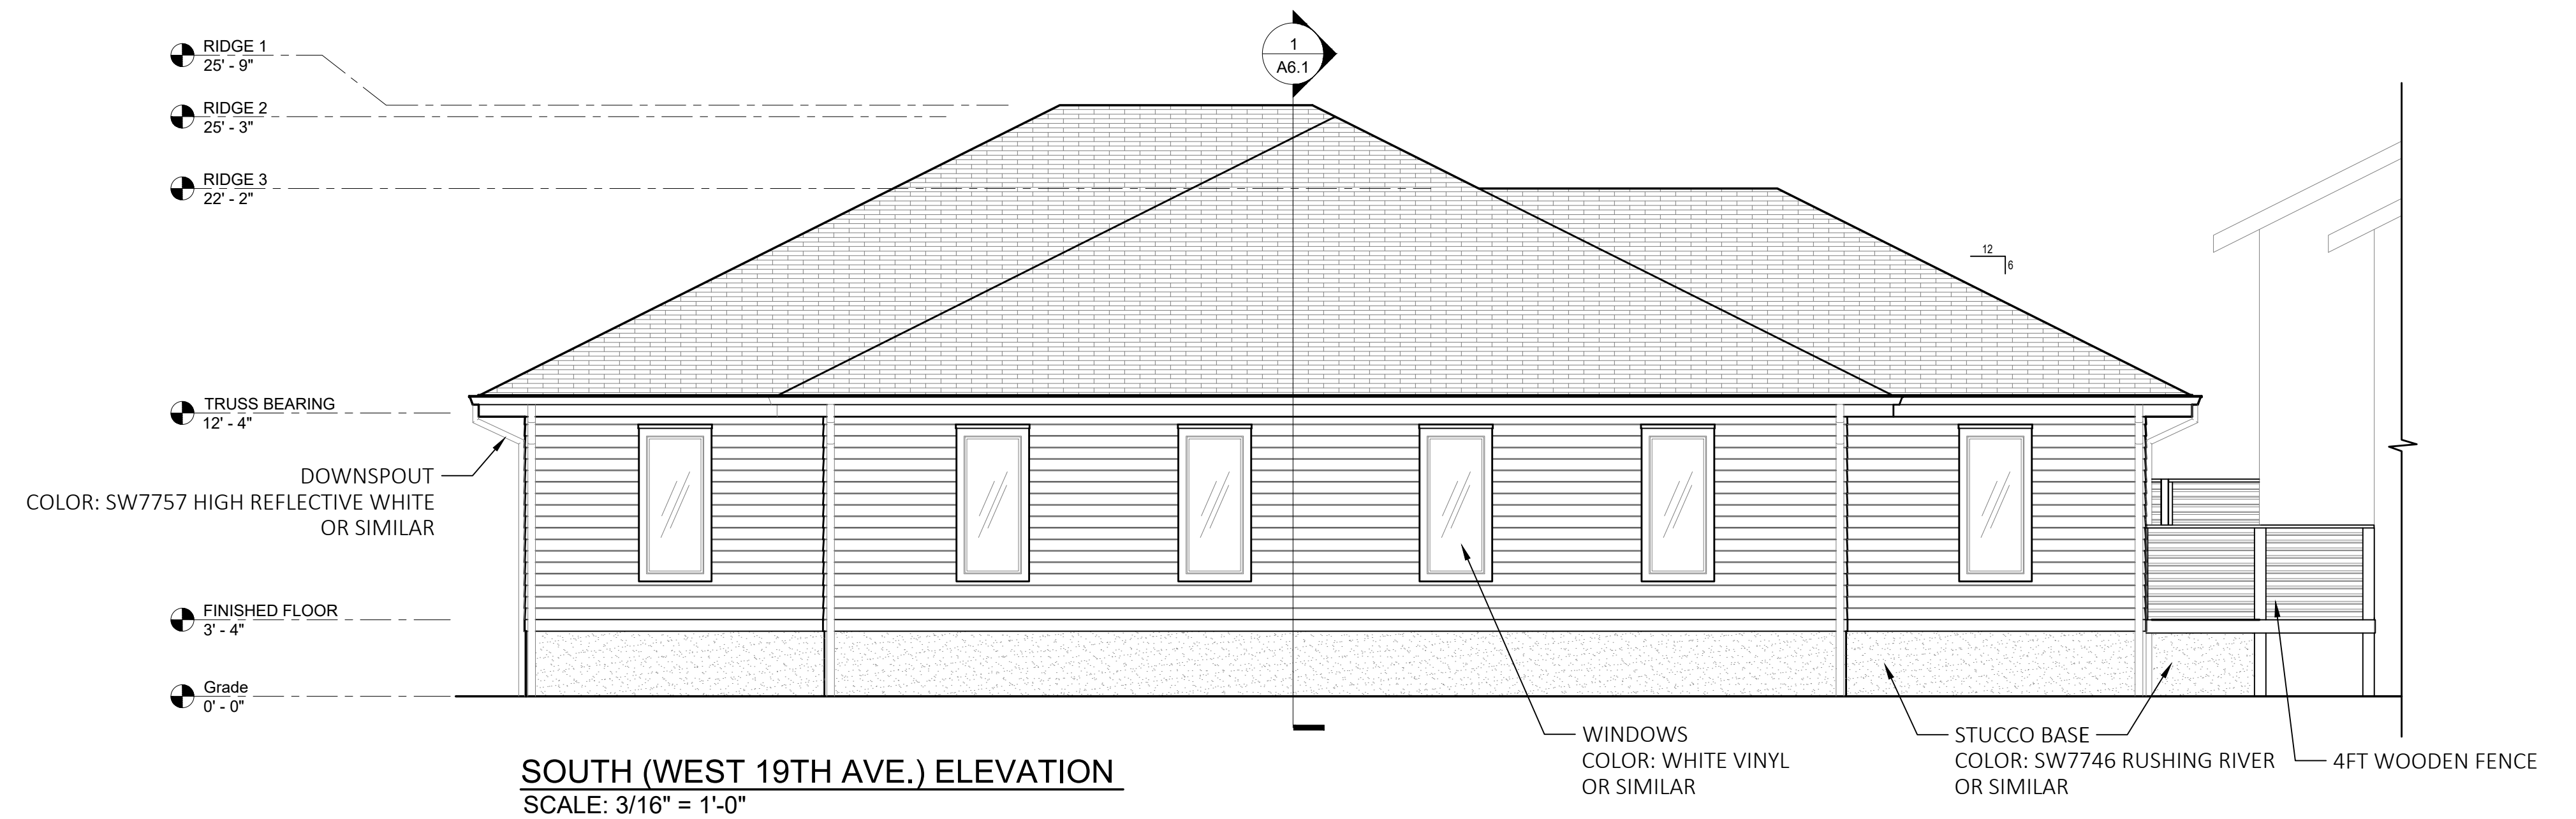 RIDGE 1
25' - 9"
RIDGE 2
25' - 3"
RIDGE 3
22' - 2"
1
A6.1
12
6
TRUSS BEARING
12' - 4"
DOWNSPOUT
COLOR: SW7757 HIGH REFLECTIVE WHITE
OR SIMILAR
FINISHED FLOOR
3' - 4"
Grade
0' - 0"
WINDOWS
COLOR: WHITE VINYL
OR SIMILAR
STUCCO BASE
COLOR: SW7746 RUSHING RIVER
OR SIMILAR
4FT WOODEN FENCE
SOUTH (WEST 19TH AVE.) ELEVATION
SCALE: 3/16" = 1'-0"